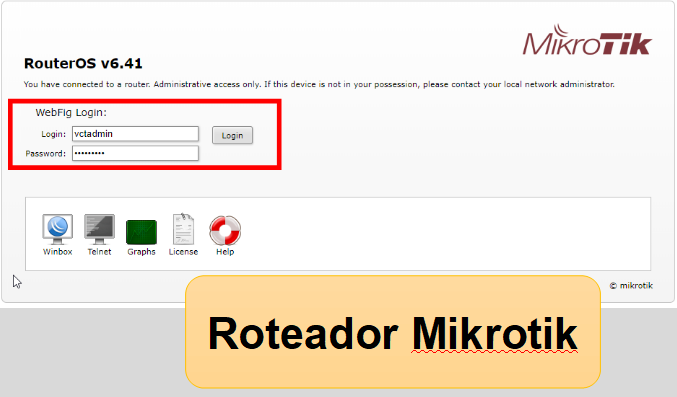 MikroTik
RouterOS v6.41
You have connected to a router. Administrative access only. If this device is not in your possession, please contact your local network administrator.
WebFig Login:
Login: vctadmin Login
Password: •••••••••
Winbox Telnet Graphs License Help
© mikrotik
Roteador Mikrotik